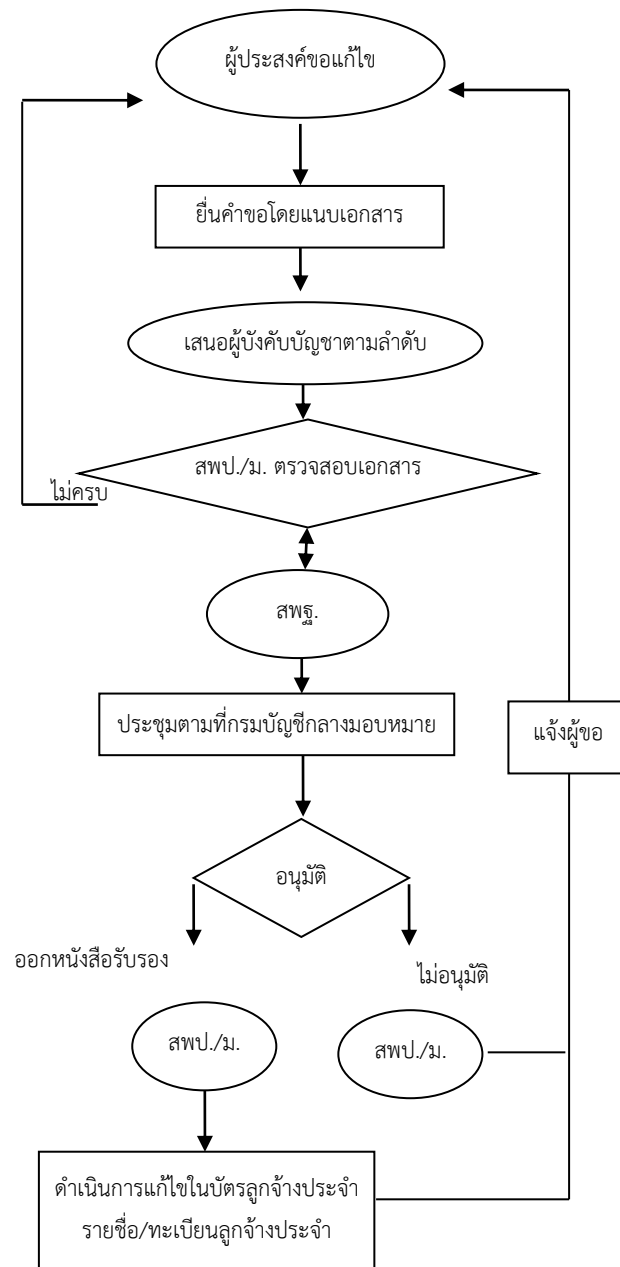 ผู้ประสงค์ขอแก้ไข
ยื่นคำขอโดยแนบเอกสาร
เสนอผู้บังคับบัญชาตามลำดับ
สพป./ม. ตรวจสอบเอกสาร
ไม่ครบ
สพฐ.
ประชุมตามที่กรมบัญชีกลางมอบหมาย
แจ้งผู้ขอ
อนุมัติ
ออกหนังสือรับรอง
ไม่อนุมัติ
สพป./ม.
สพป./ม.
ดำเนินการแก้ไขในบัตรลูกจ้างประจำ
รายชื่อ/ทะเบียนลูกจ้างประจำ